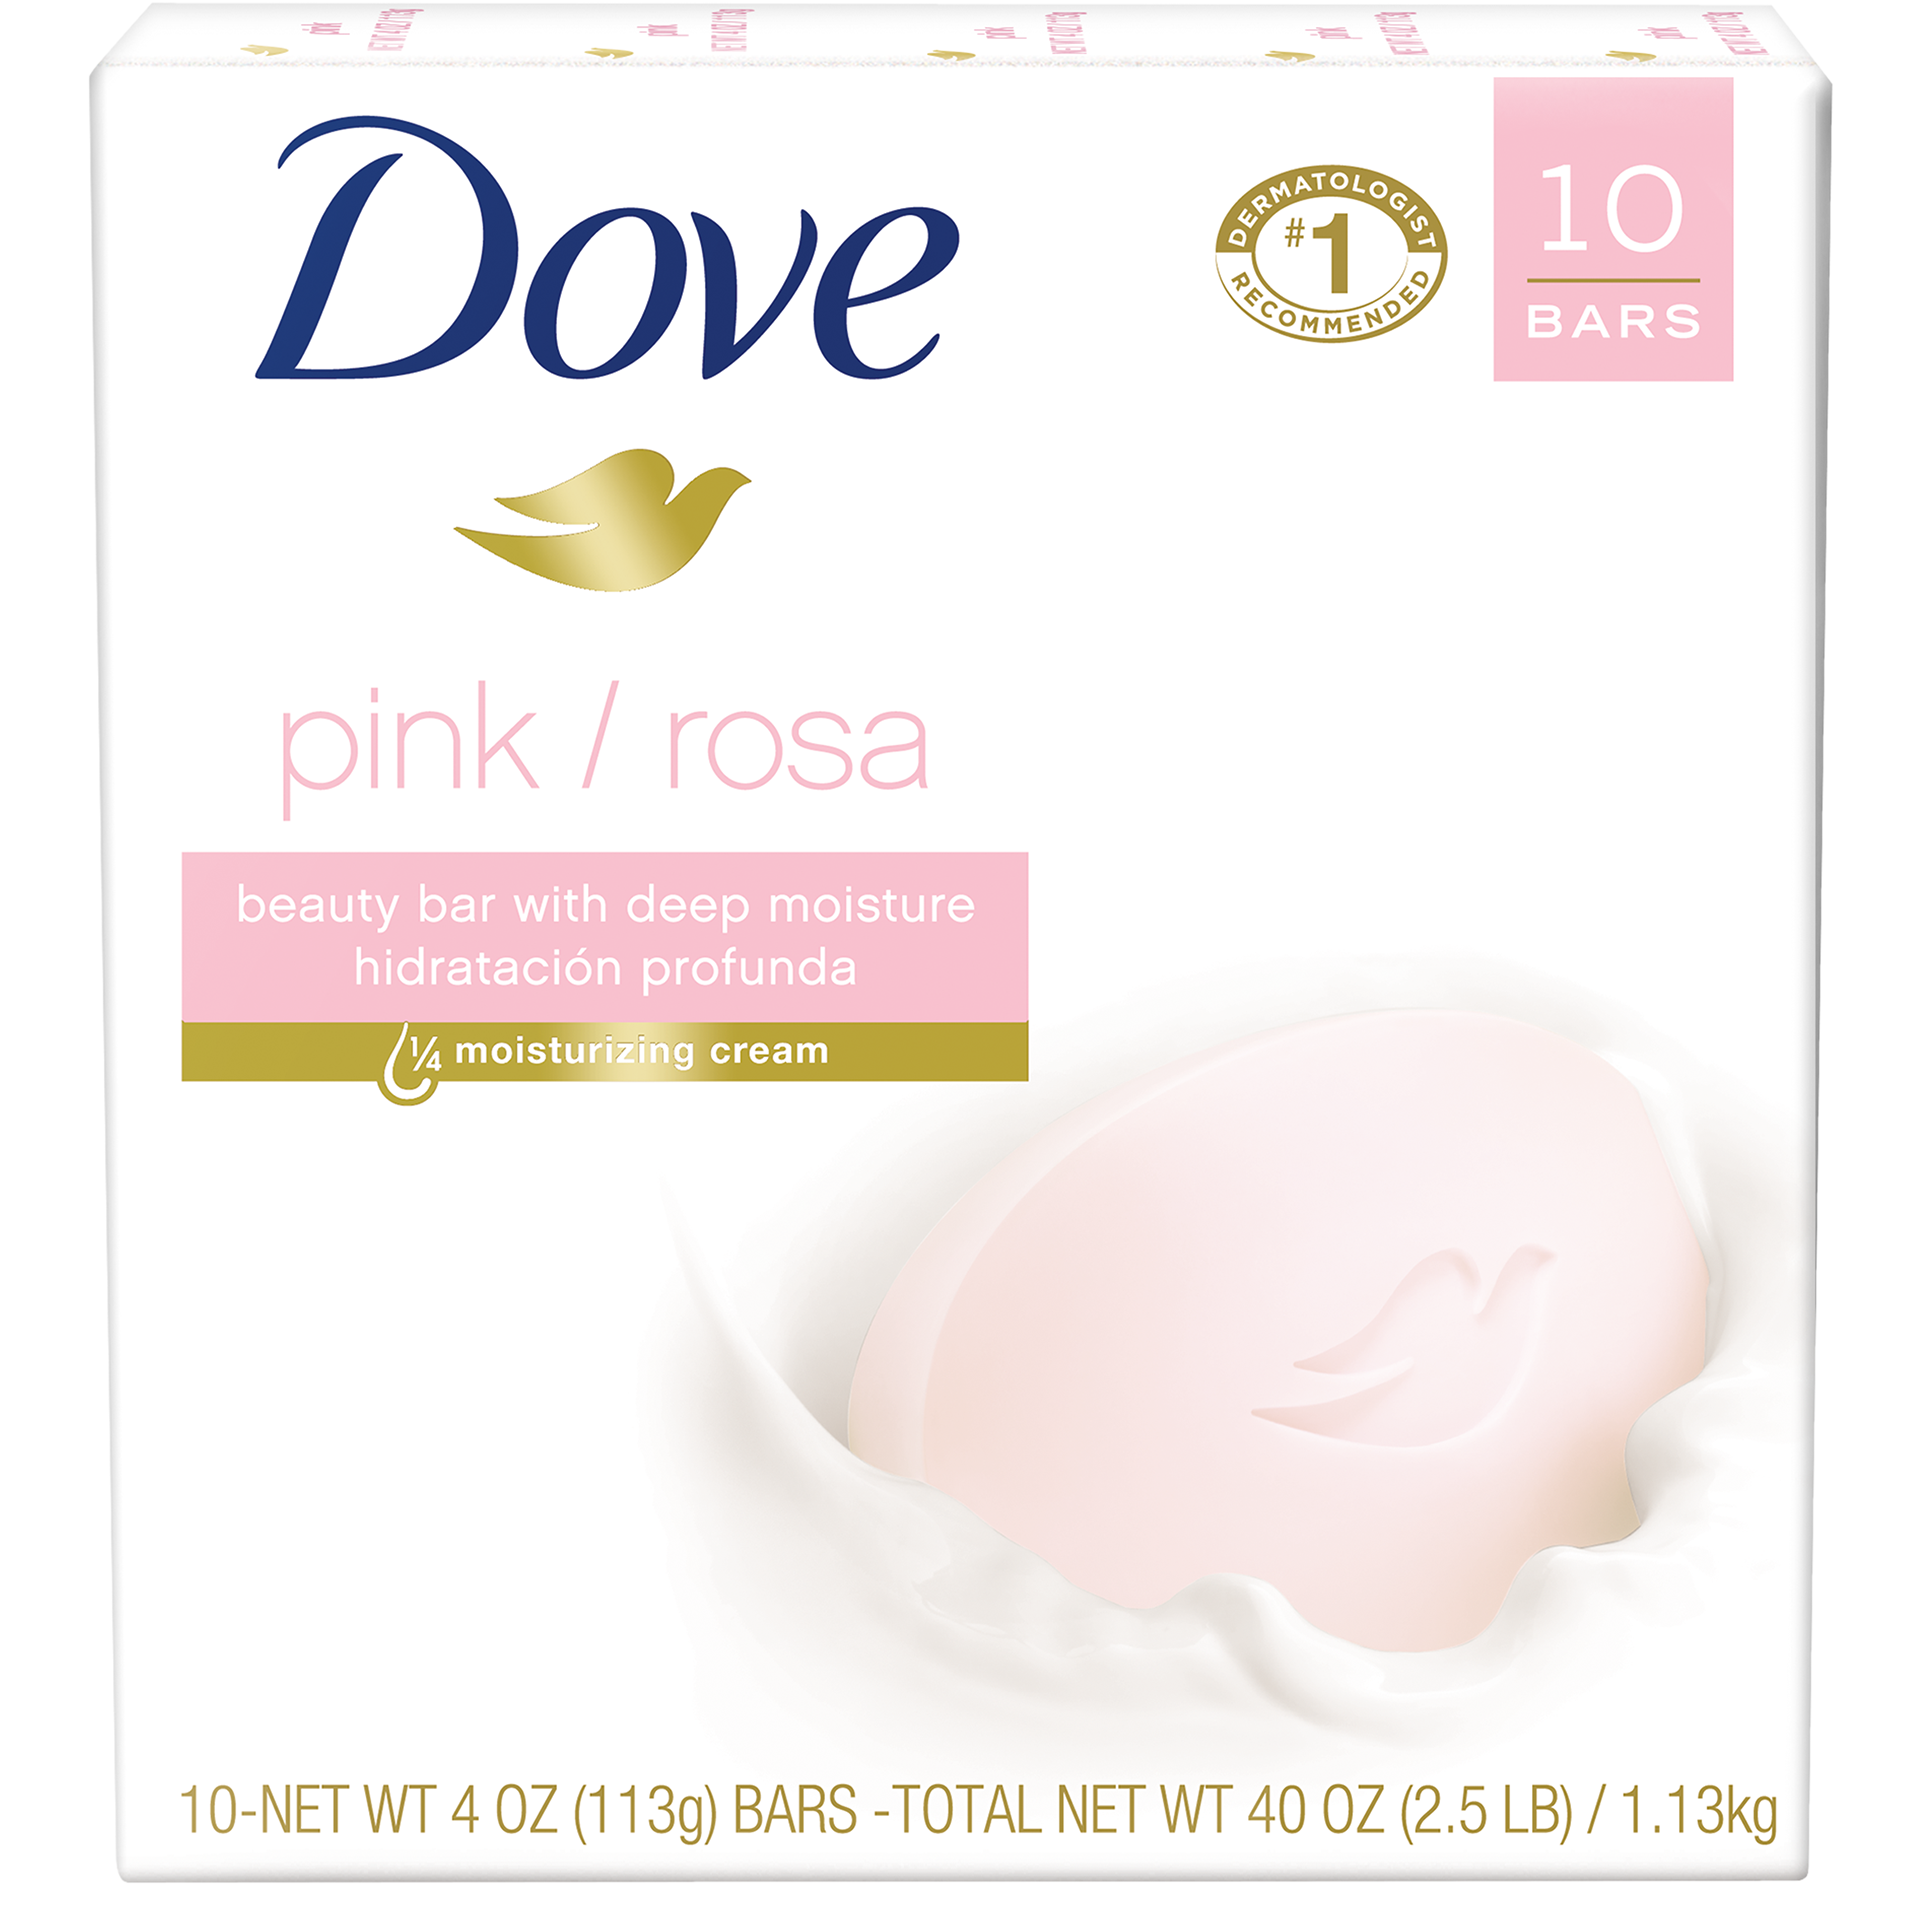 Dove
DERMATOLOGIST
#1
RECOMMENDED
10
BARS
pink / rosa
beauty bar with deep moisture
hidratación profunda
1/4 moisturizing cream
10-NET WT 4 OZ (113g) BARS -TOTAL NET WT 40 OZ (2.5 LB) / 1.13kg